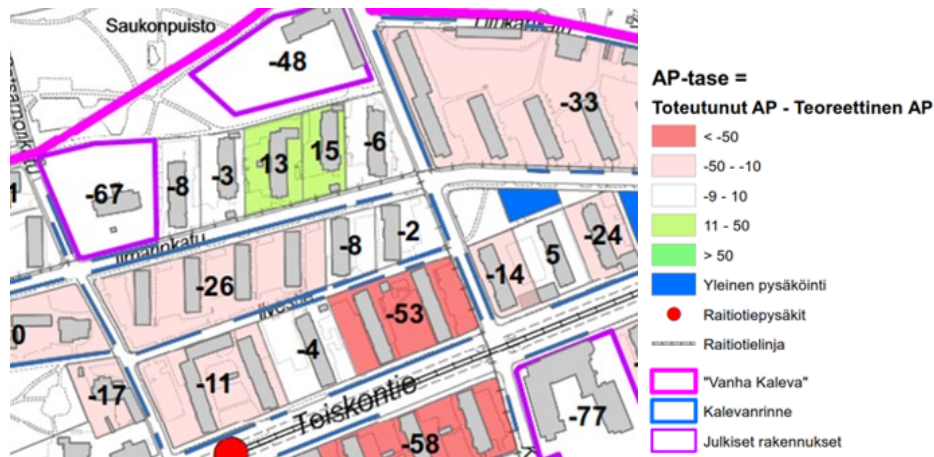 Saukonpuisto
-48
-33
-6
15
13
-3
-8
-67
1
Ilmarinkatu
-2
-8
-26
-24
5
-14
-53
-4
-11
0
-17
Teiskontie
-58
-77
AP-tase =
Toteutunut AP - Teoreettinen AP
< -50
-50 - -10
-9 - 10
11 - 50
> 50
Yleinen pysäköinti
Raitiotiepysäkit
Raitiotielinja
"Vanha Kaleva"
Kalevanrinne
Julkiset rakennukset